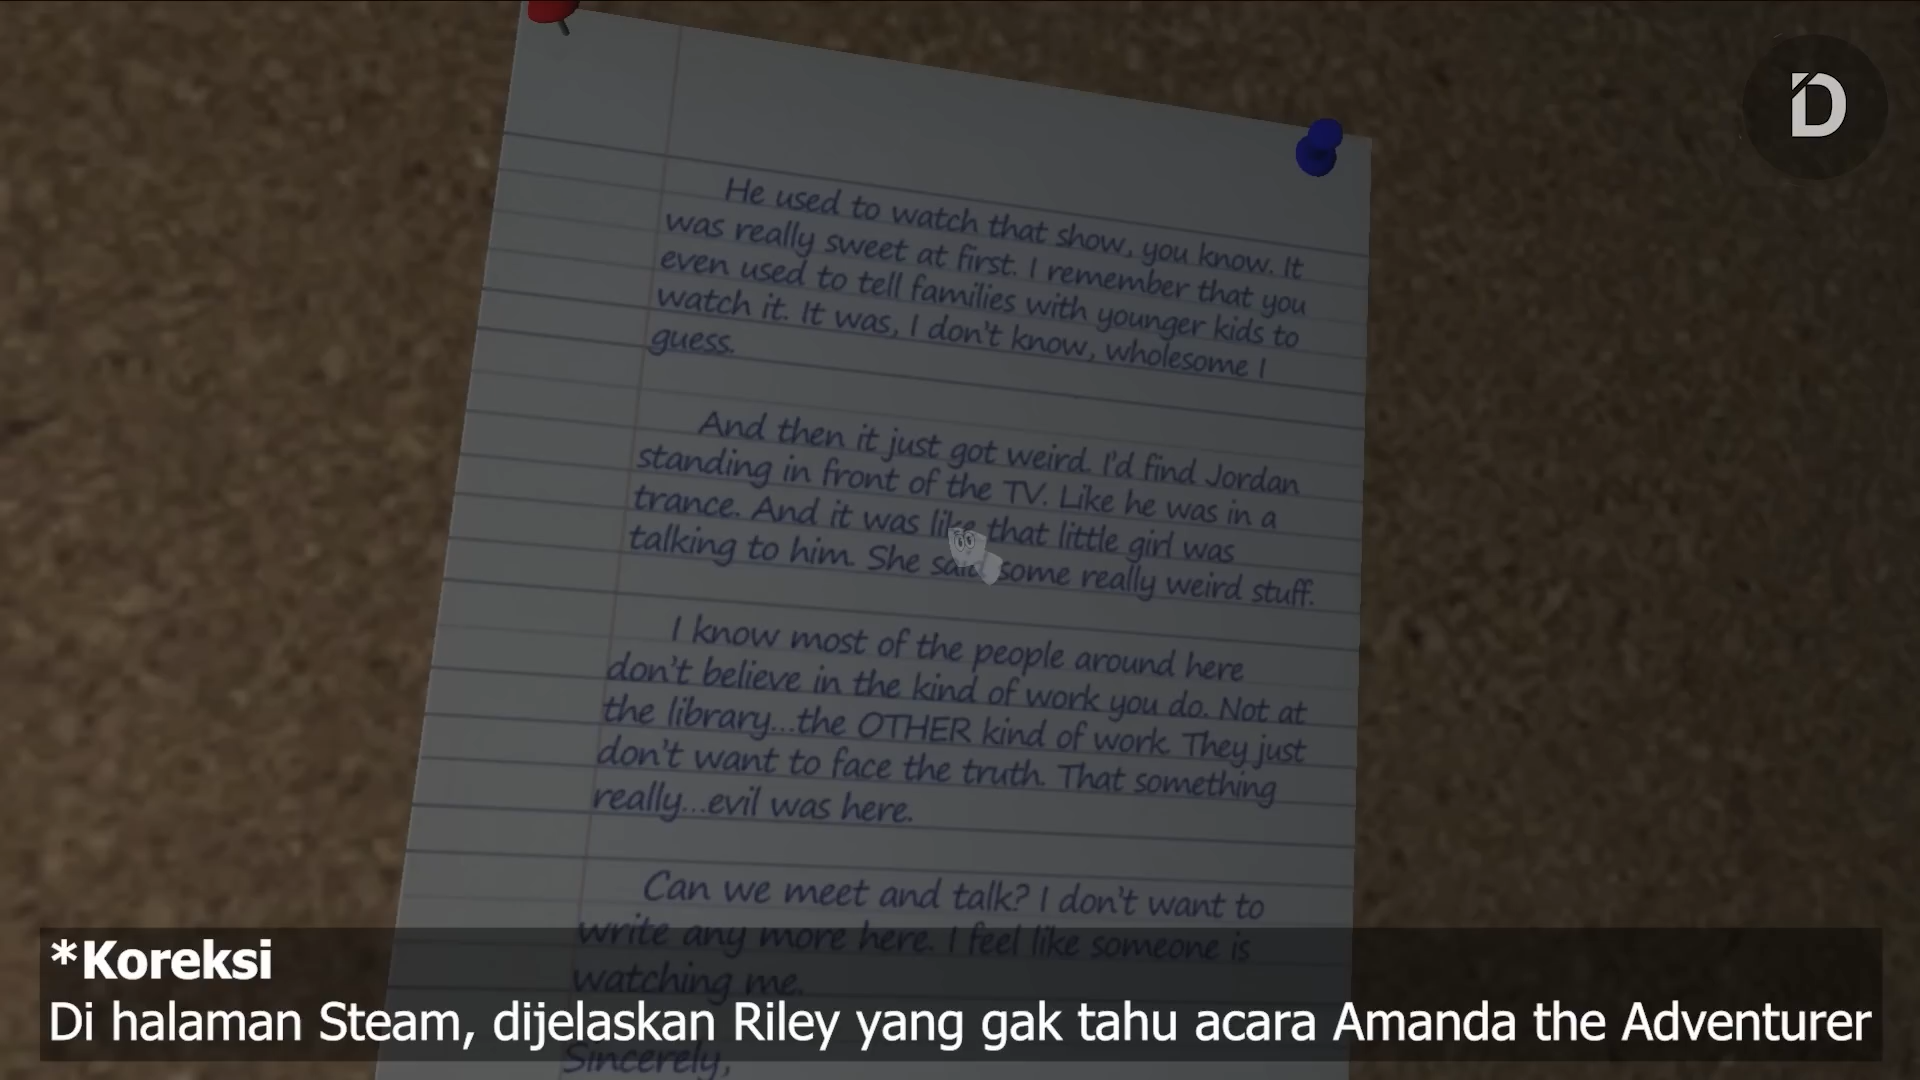 D
He used to watch that show, you know. It
was really sweet at first. I remember that you
even used to tell families with younger kids to
watch it. It was, I don't know, wholesome I
guess.
And then it just got weird. I'd find Jordan
standing in front of the TV. Like he was in a
trance. And it was like that little girl was
talking to him. She said some really weird stuff.
I know most of the people around here
don't believe in the kind of work you do. Not at
the library...the OTHER kind of work. They just
don't want to face the truth. That something
really...evil was here.
Can we meet and talk? I don't want to
write any more here. I feel like someone is
watching me.
Sincerely,
*Koreksi
Di halaman Steam, dijelaskan Riley yang gak tahu acara Amanda the Adventurer